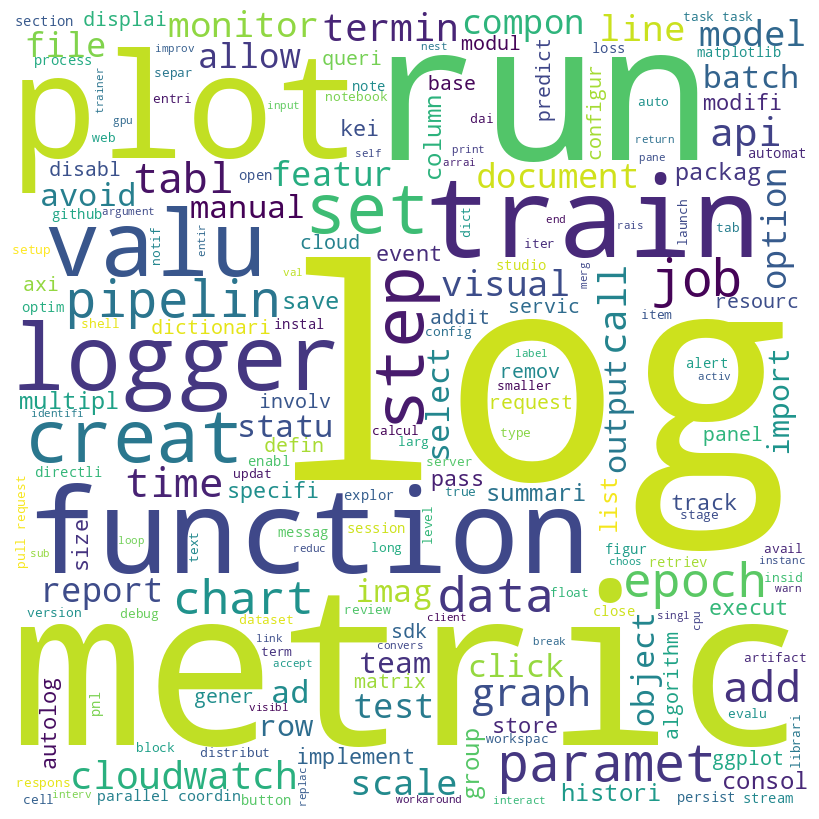 section displai monitor termin compon line task task model
file process improv allow queri modul loss matplotlib
separ note base predict batch
plot run
trainer entri notebook column configur auto modifi
gpu input kei dai print return api
web self arrai pane automat
disabl open tabl featur document packag
avoid manual set train option
github argument cloud event dict end iter rais launch tab
setup valu notif entir studio merg
axi pipelin save step visual job
optim dictionari val addit servic resourc
shell instal config item
logger log call
label alert
multipl involv select remov smaller activ import
identifi creat statu calcul request output panel
defin larg type
directli enabl server
time updat pass true list track
specifi explor summari stage
pull request function
size messag session level
text reduc long figur avail
sub loop choos retriev instanc
report chart imag data epoch insid warn
version debug review float close execut
dataset client singl cpu
metric
link sdk break object algorithm
term convers artifact
autolog team click
pnl gener ad accept matrix test graph add
visibl evalu
row store
block distribut implement workspac group paramet ggplot librari
cloudwatch scale consol
respons replac histori
cell interv parallel coordin button workaround interact persist stream
nest